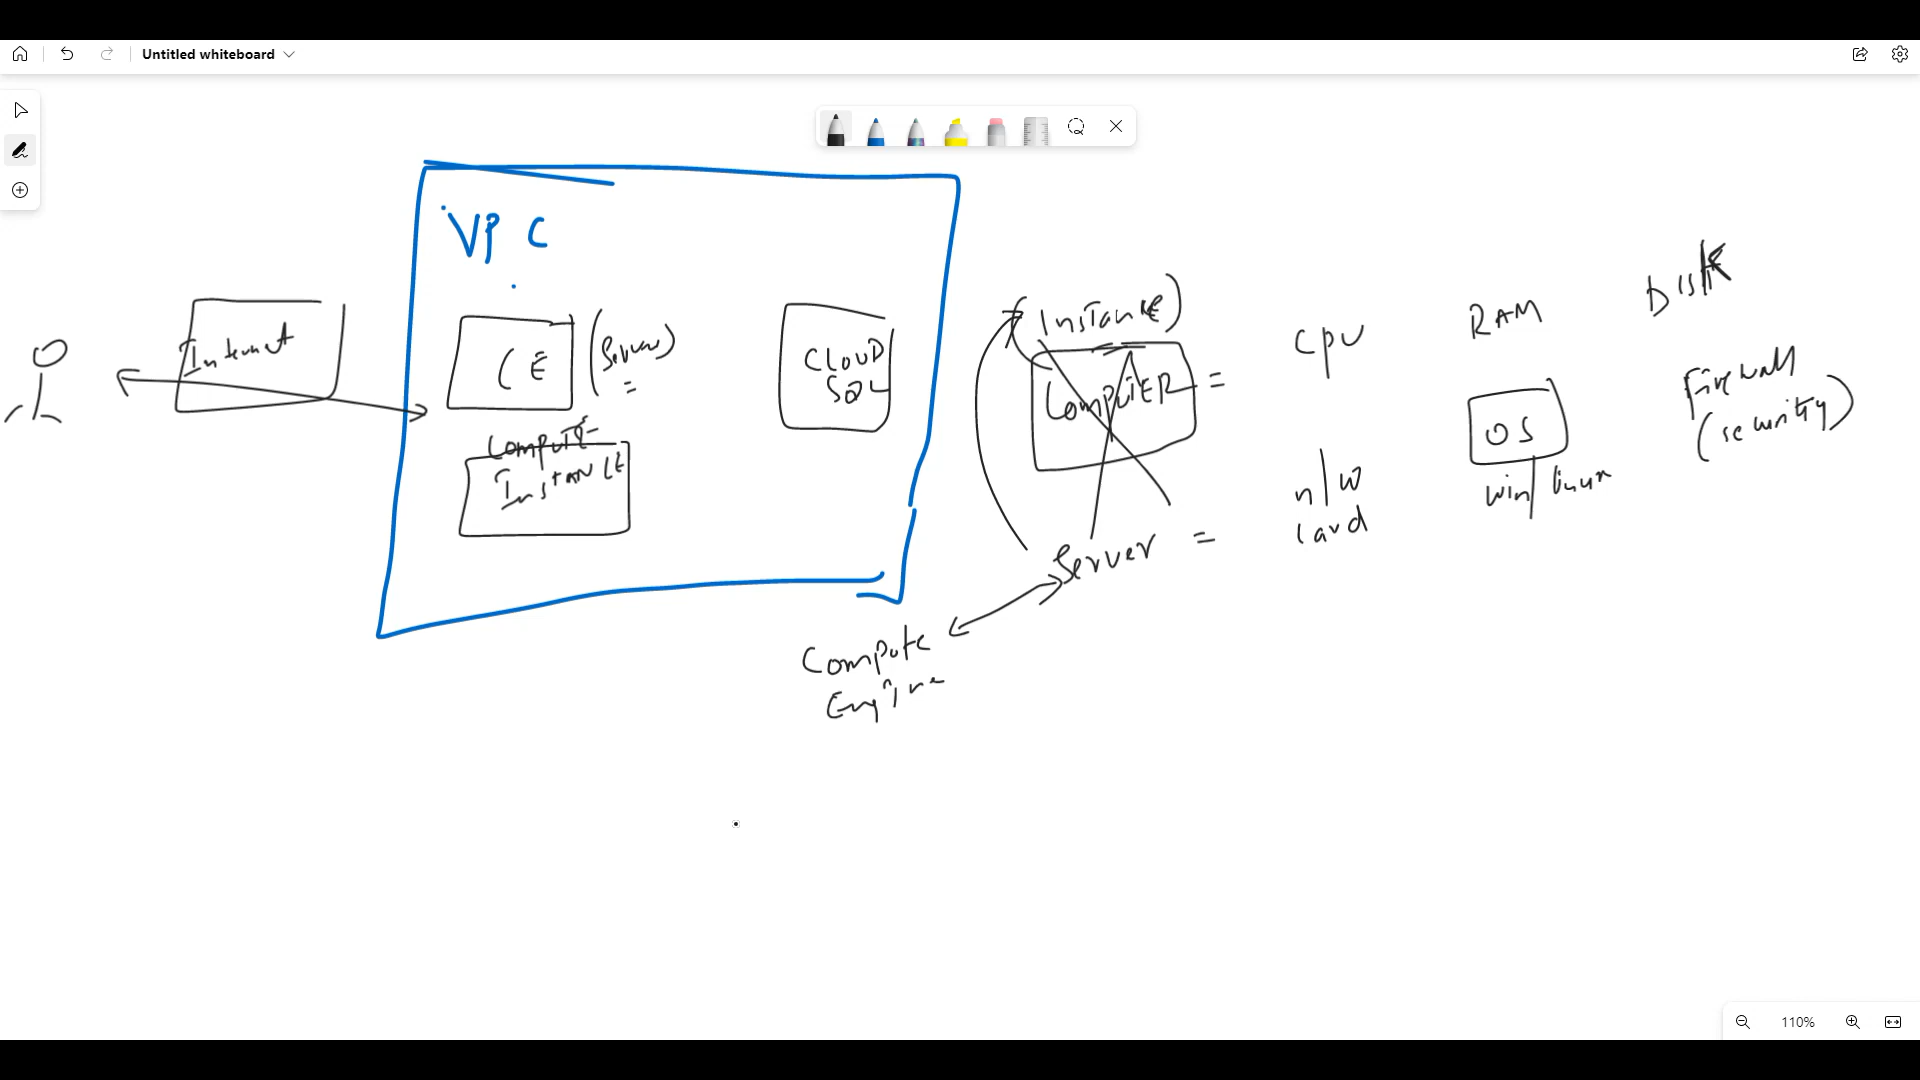 Untitled whiteboard
VPC
Internet
CE
(Server)
=
CLOUD
SQL
Compute
INSTANCE
(Instance)
COMPUTER =
CPU
RAM
DISK
Firewall
(security)
OS
win/linux
n/w
card
Server =
Compute
Engine
110%